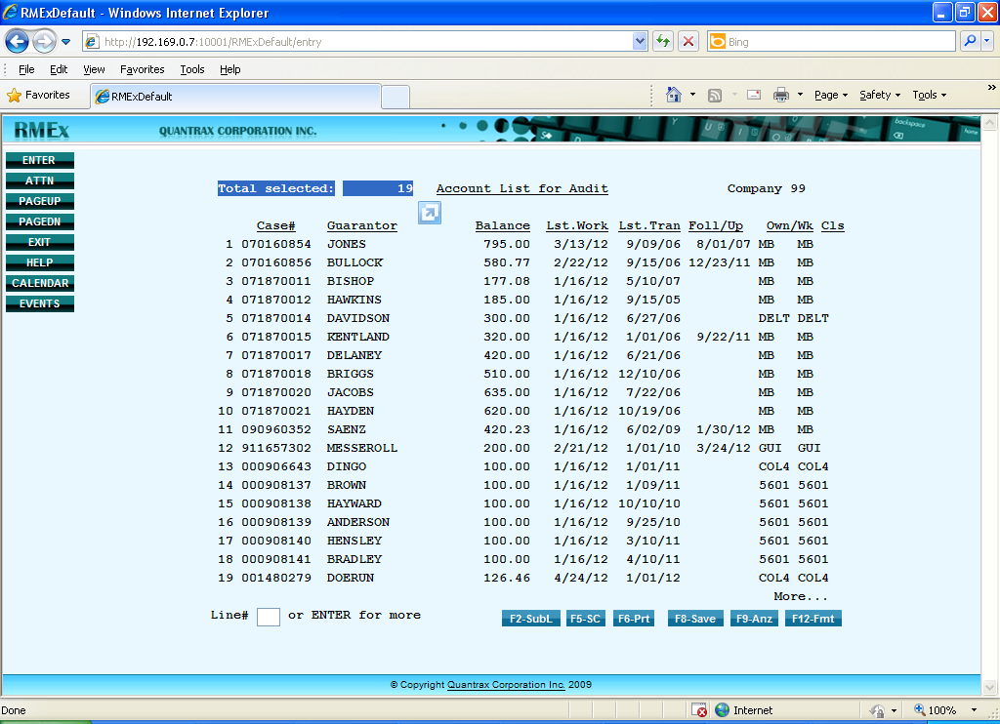 RMExDefault - Windows Internet Explorer
http://192.169.0.7:10001/RMExDefault/entry
Bing
File Edit View Favorites Tools Help
Favorites RMExDefault Page Safety Tools
RMEx QUANTRAX CORPORATION INC.
backspace
home
ENTER
ATTN
PAGEUP
PAGEDN
EXIT
HELP
CALENDAR
EVENTS
Total selected: 19 Account List for Audit Company 99
Case# Guarantor Balance Lst.Work Lst.Tran Foll/Up Own/Wk Cls
1 070160854 JONES 795.00 3/13/12 9/09/06 8/01/07 MB MB
2 070160856 BULLOCK 580.77 2/22/12 9/15/06 12/23/11 MB MB
3 071870011 BISHOP 177.08 1/16/12 5/10/07 MB MB
4 071870012 HAWKINS 185.00 1/16/12 9/15/05 MB MB
5 071870014 DAVIDSON 300.00 1/16/12 6/27/06 DELT DELT
6 071870015 KENTLAND 320.00 1/16/12 1/01/06 9/22/11 MB MB
7 071870017 DELANEY 420.00 1/16/12 6/21/06 MB MB
8 071870018 BRIGGS 510.00 1/16/12 12/10/06 MB MB
9 071870020 JACOBS 635.00 1/16/12 7/22/06 MB MB
10 071870021 HAYDEN 620.00 1/16/12 10/19/06 MB MB
11 090960352 SAENZ 420.23 1/16/12 6/02/09 1/30/12 MB MB
12 911657302 MESSEROLL 200.00 2/21/12 1/01/10 3/24/12 GUI GUI
13 000906643 DINGO 100.00 1/16/12 1/01/11 COL4 COL4
14 000908137 BROWN 100.00 1/16/12 1/09/11 5601 5601
15 000908138 HAYWARD 100.00 1/16/12 10/10/10 5601 5601
16 000908139 ANDERSON 100.00 1/16/12 9/25/10 5601 5601
17 000908140 HENSLEY 100.00 1/16/12 3/10/11 5601 5601
18 000908141 BRADLEY 100.00 1/16/12 4/10/11 5601 5601
19 001480279 DOERUN 126.46 4/24/12 1/01/12 COL4 COL4
More...
Line# or ENTER for more F2-SubL F5-SC F6-Prt F8-Save F9-Anz F12-Fmt
© Copyright Quantrax Corporation Inc. 2009
Done Internet 100%